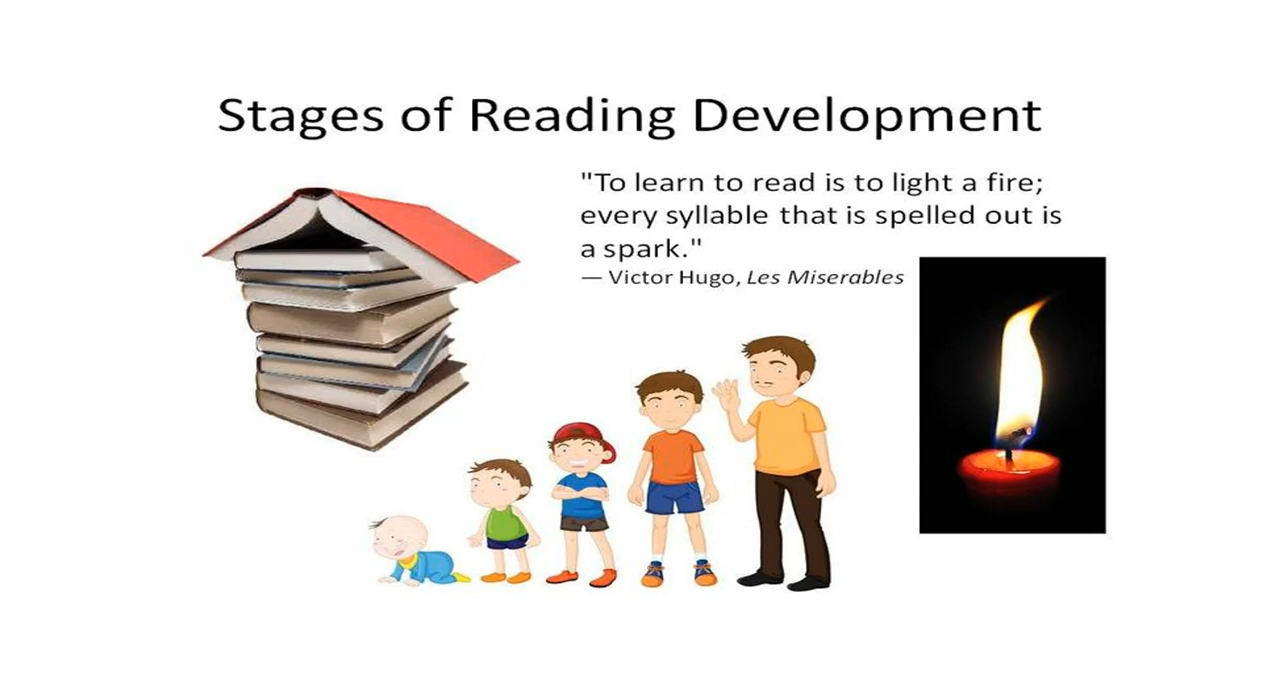 Stages of Reading Development
"To learn to read is to light a fire;
every syllable that is spelled out is
a spark."
— Victor Hugo, Les Miserables